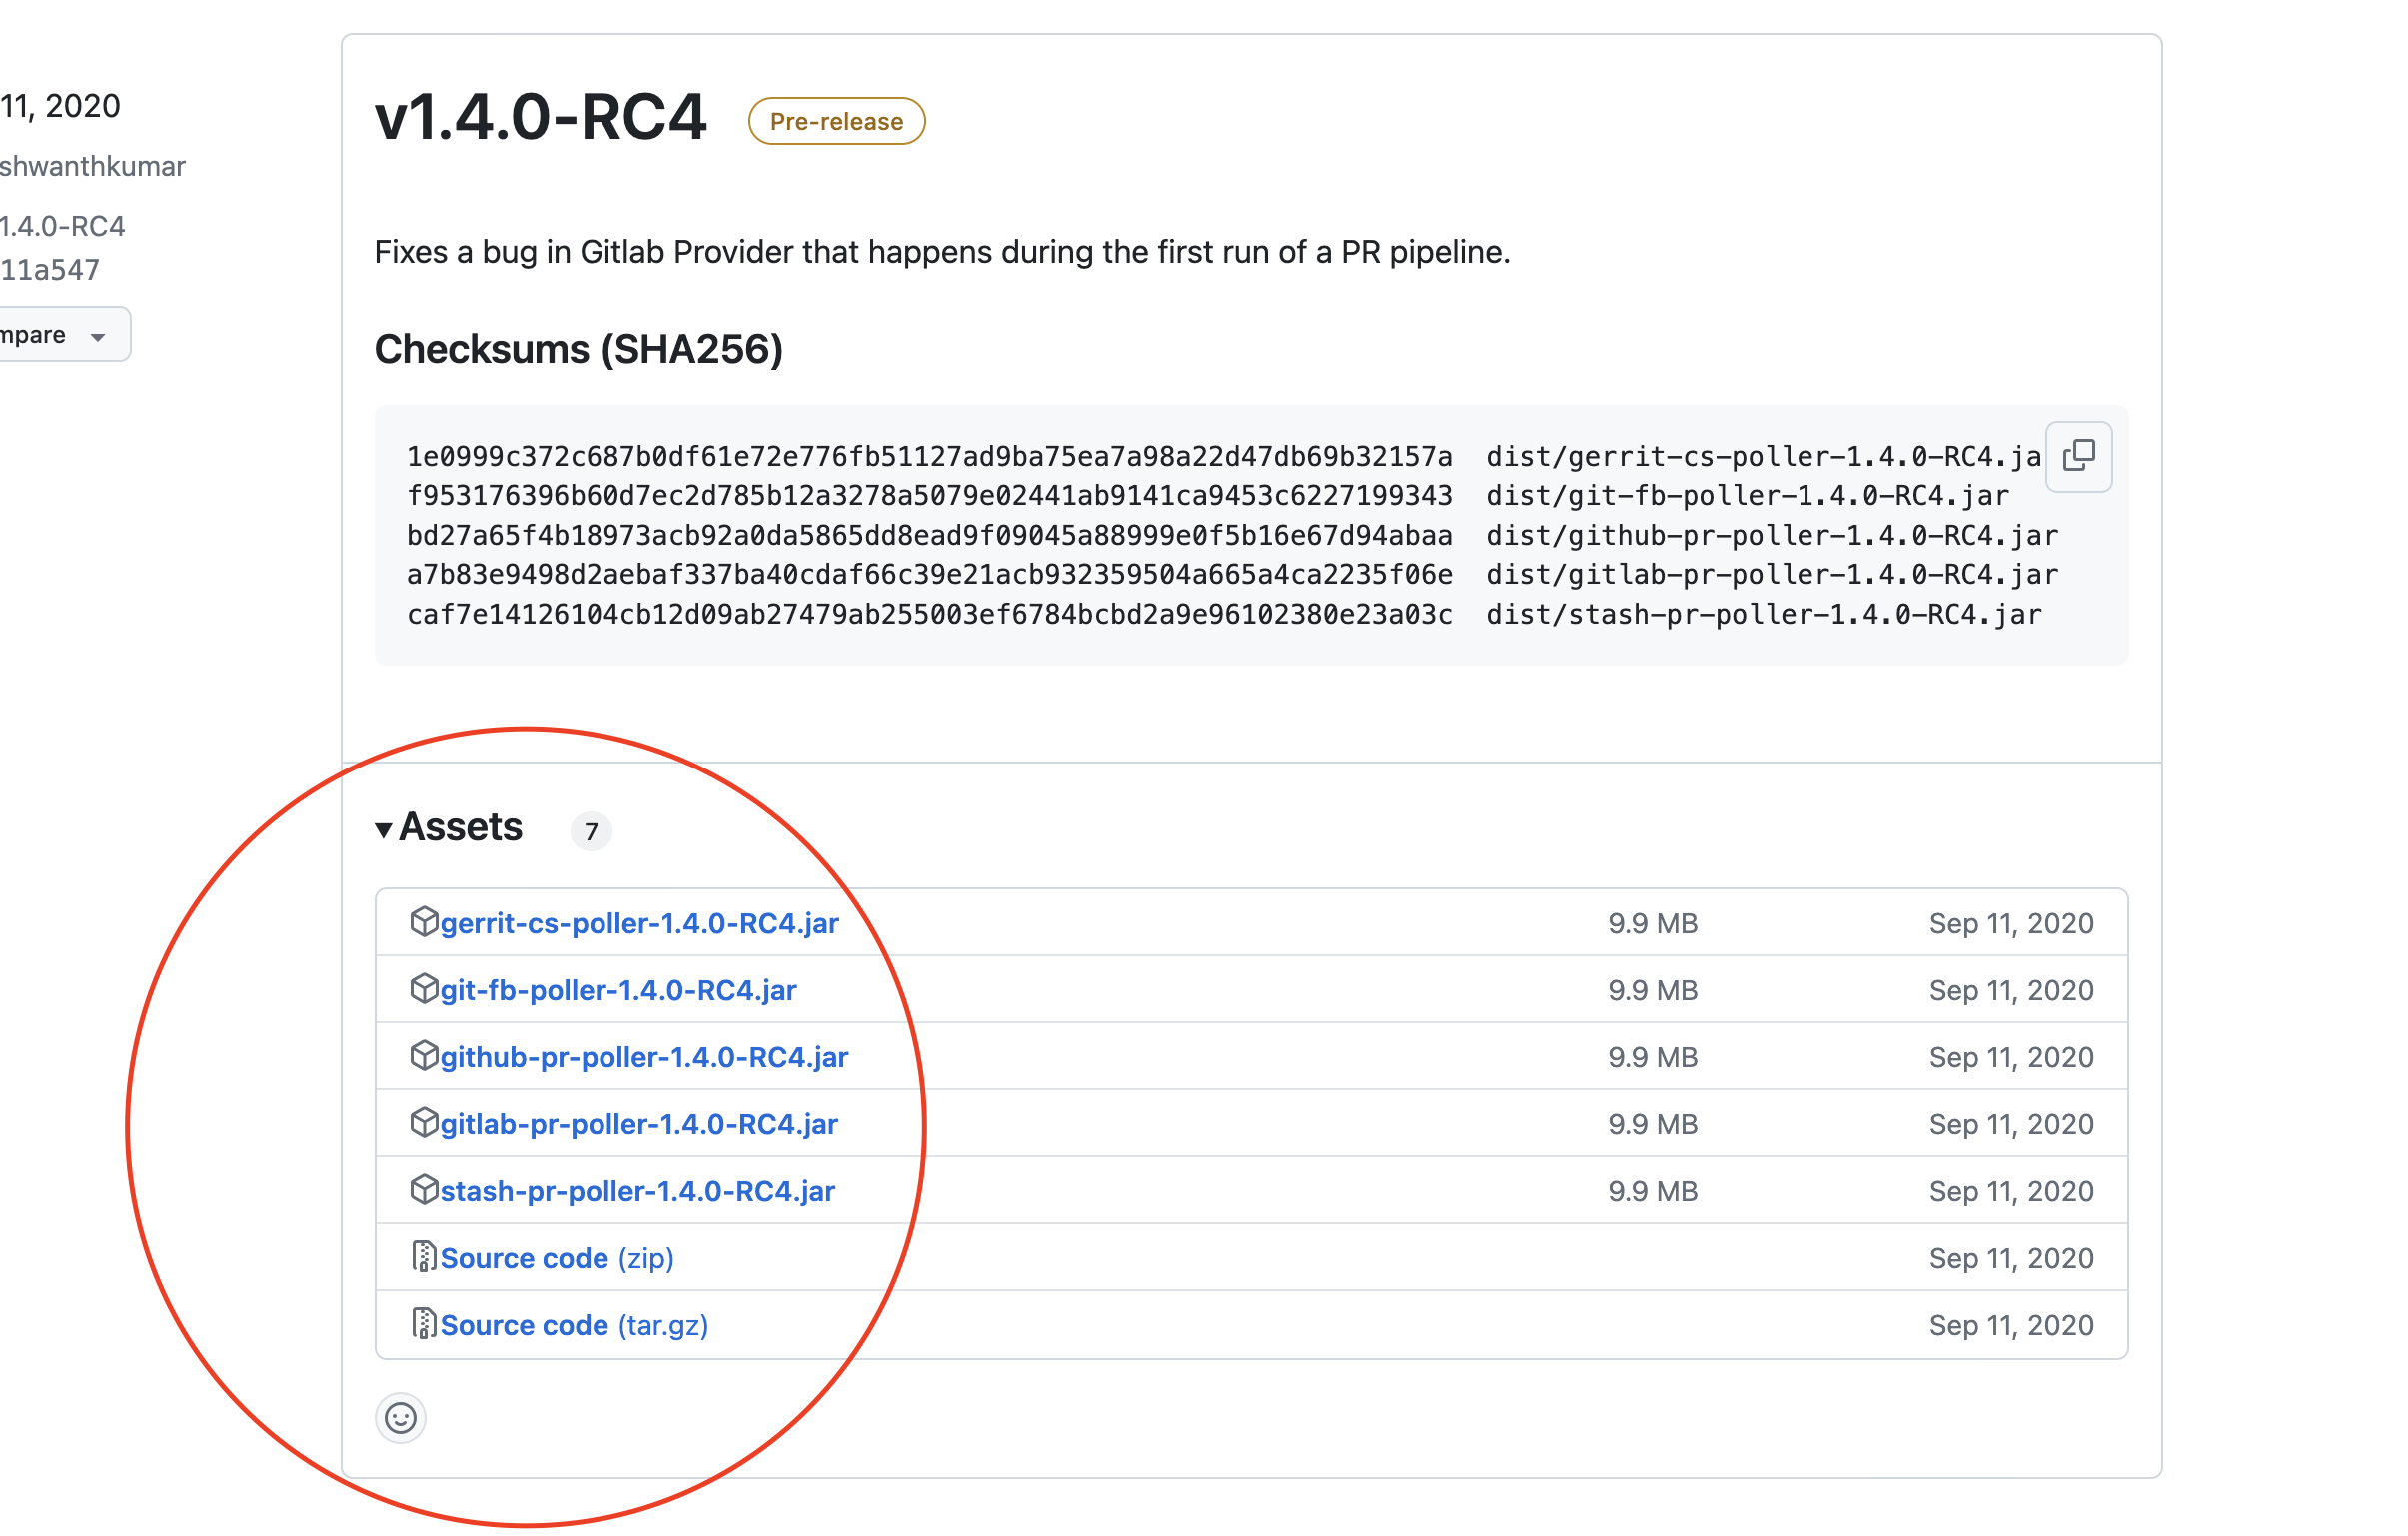 11, 2020
shwanthkumar
1.4.0-RC4
11a547
mpare
v1.4.0-RC4
Pre-release
Fixes a bug in Gitlab Provider that happens during the first run of a PR pipeline.
Checksums (SHA256)
1e0999c372c687b0df61e72e776fb51127ad9ba75ea7a98a22d47db69b32157a  dist/gerrit-cs-poller-1.4.0-RC4.ja
f953176396b60d7ec2d785b12a3278a5079e02441ab9141ca9453c6227199343  dist/git-fb-poller-1.4.0-RC4.jar
bd27a65f4b18973acb92a0da5865dd8ead9f09045a88999e0f5b16e67d94abaa  dist/github-pr-poller-1.4.0-RC4.jar
a7b83e9498d2aebaf337ba40cdaf66c39e21acb932359504a665a4ca2235f06e  dist/gitlab-pr-poller-1.4.0-RC4.jar
caf7e14126104cb12d09ab27479ab255003ef6784bcbd2a9e96102380e23a03c  dist/stash-pr-poller-1.4.0-RC4.jar
Assets 7
gerrit-cs-poller-1.4.0-RC4.jar 9.9 MB Sep 11, 2020
git-fb-poller-1.4.0-RC4.jar 9.9 MB Sep 11, 2020
github-pr-poller-1.4.0-RC4.jar 9.9 MB Sep 11, 2020
gitlab-pr-poller-1.4.0-RC4.jar 9.9 MB Sep 11, 2020
stash-pr-poller-1.4.0-RC4.jar 9.9 MB Sep 11, 2020
Source code (zip) Sep 11, 2020
Source code (tar.gz) Sep 11, 2020